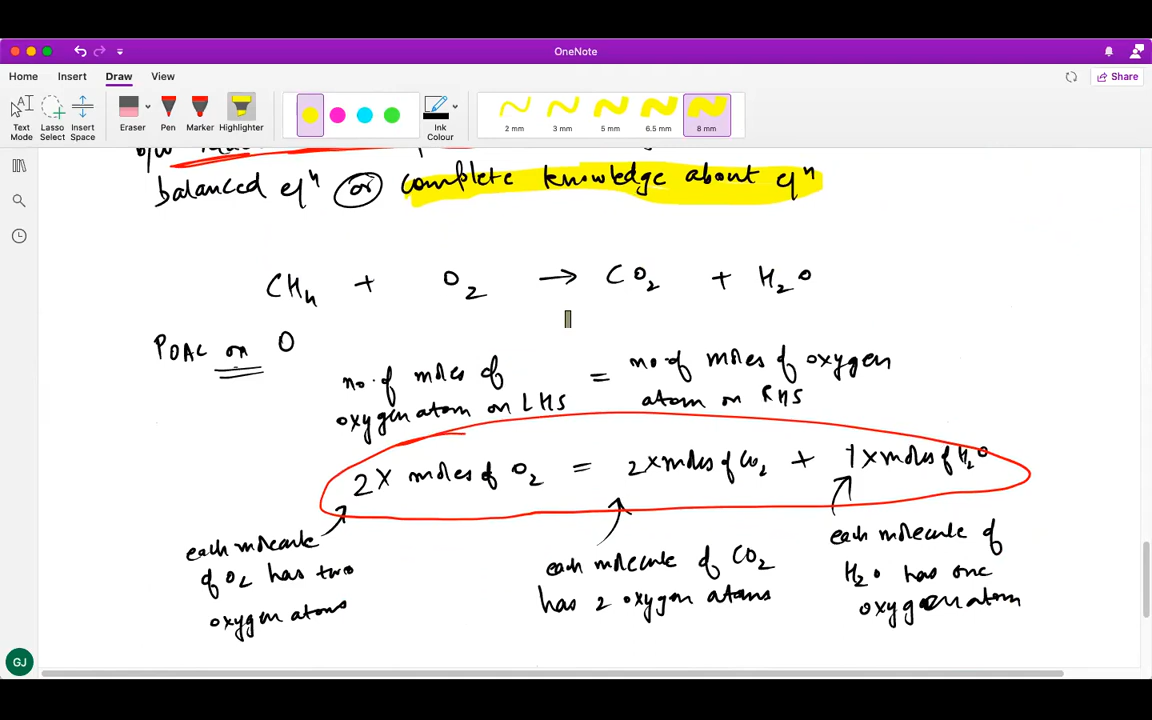 OneNote
Home Insert Draw View
Share
Text Mode
Lasso Select
Insert Space
Eraser
Pen
Marker
Highlighter
Ink Colour
2 mm
3 mm
5 mm
6.5 mm
8 mm
balanced eqn or complete knowledge about eqn
CH4 + O2 → CO2 + H2O
POAC on O
no. of moles of oxygen atom on LHS = no. of moles of oxygen atom on RHS
2 x moles of O2 = 2 x moles of CO2 + 1 x moles of H2O
each molecule of O2 has two oxygen atoms
each molecule of CO2 has 2 oxygen atoms
each molecule of H2O has one oxygen atom
GJ